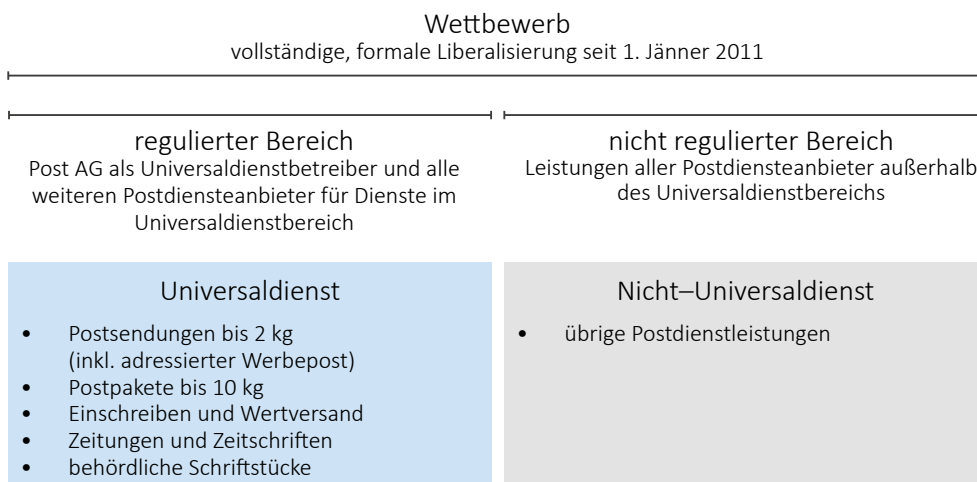 Wettbewerb
vollständige, formale Liberalisierung seit 1. Jänner 2011
regulierter Bereich
Post AG als Universaldienstbetreiber und alle
weiteren Postdiensteanbieter für Dienste im
Universaldienstbereich
nicht regulierter Bereich
Leistungen aller Postdiensteanbieter außerhalb
des Universaldienstbereichs
Universaldienst
• Postsendungen bis 2 kg
(inkl. adressierter Werbepost)
• Postpakete bis 10 kg
• Einschreiben und Wertversand
• Zeitungen und Zeitschriften
• behördliche Schriftstücke
Nicht–Universaldienst
• übrige Postdienstleistungen